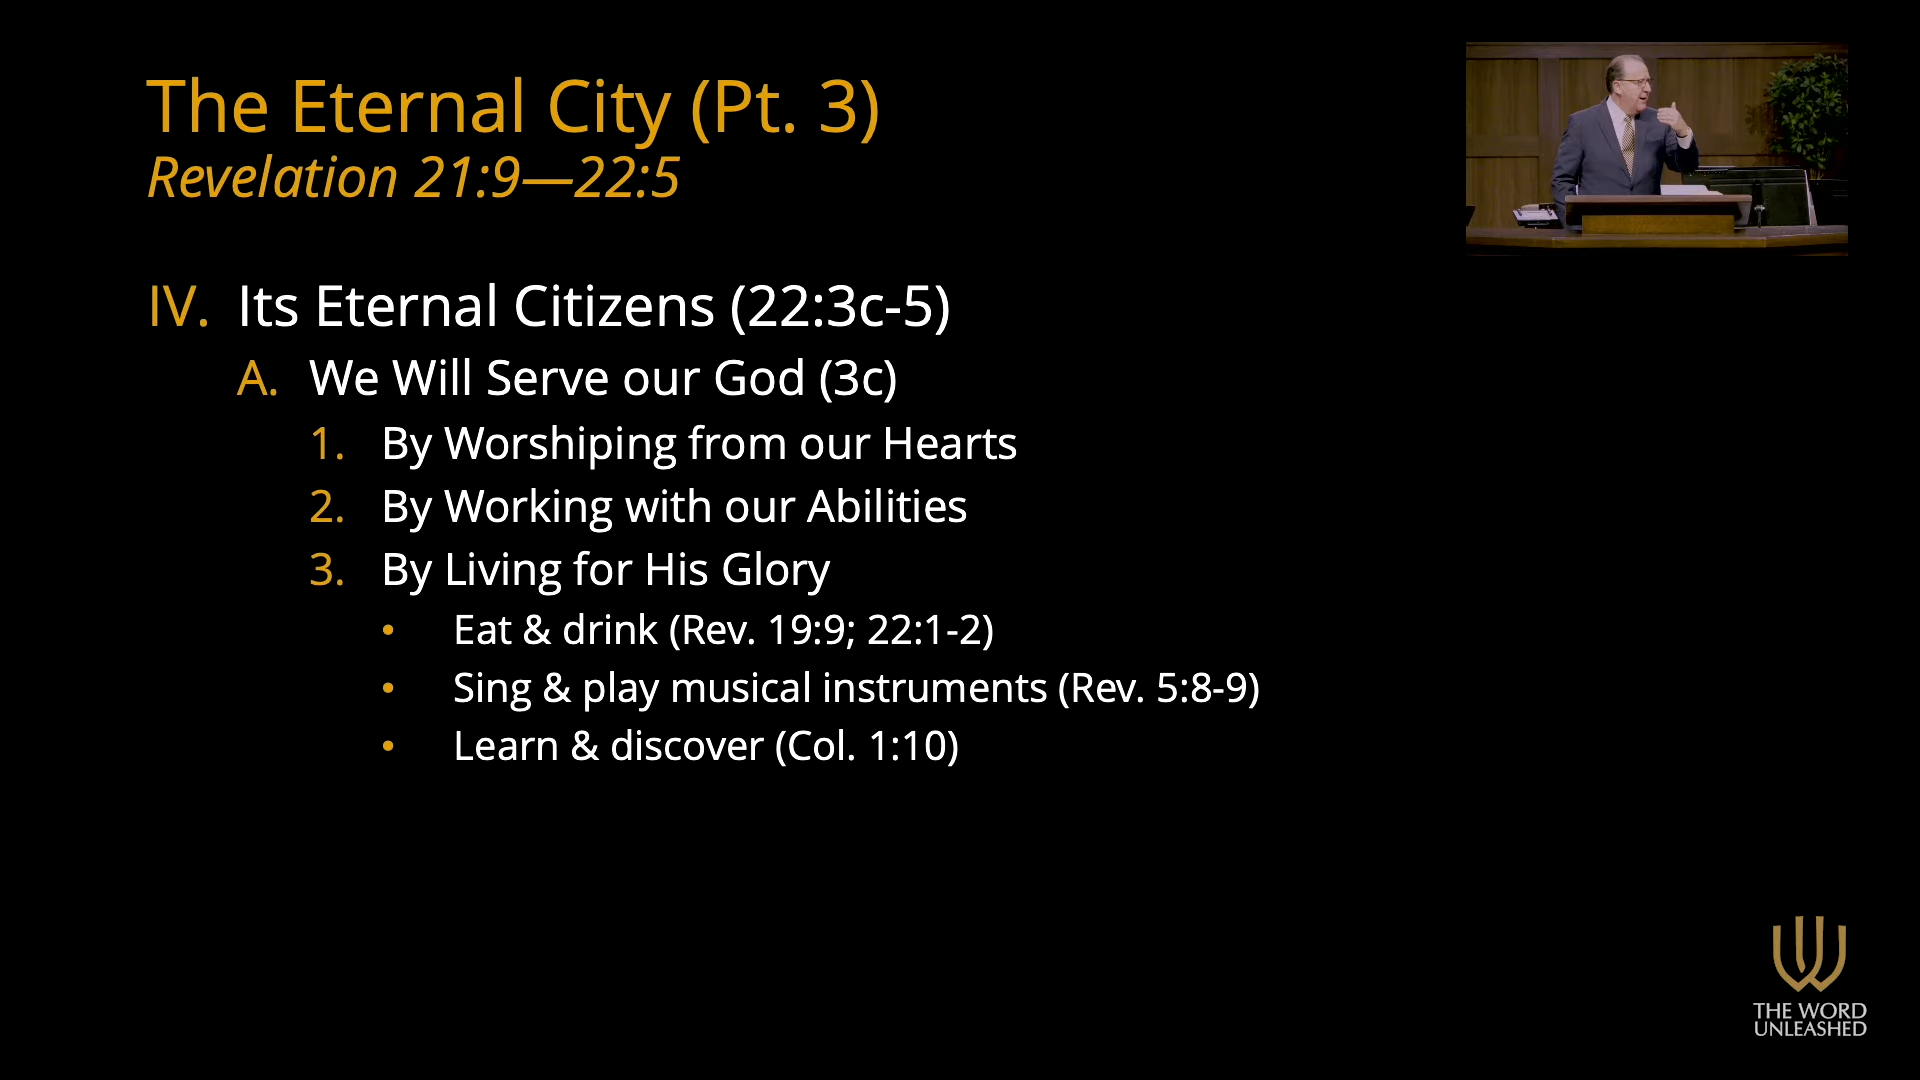 The Eternal City (Pt. 3)
Revelation 21:9—22:5
IV. Its Eternal Citizens (22:3c-5)
A. We Will Serve our God (3c)
1. By Worshiping from our Hearts
2. By Working with our Abilities
3. By Living for His Glory
• Eat & drink (Rev. 19:9; 22:1-2)
• Sing & play musical instruments (Rev. 5:8-9)
• Learn & discover (Col. 1:10)
THE WORD
UNLEASHED